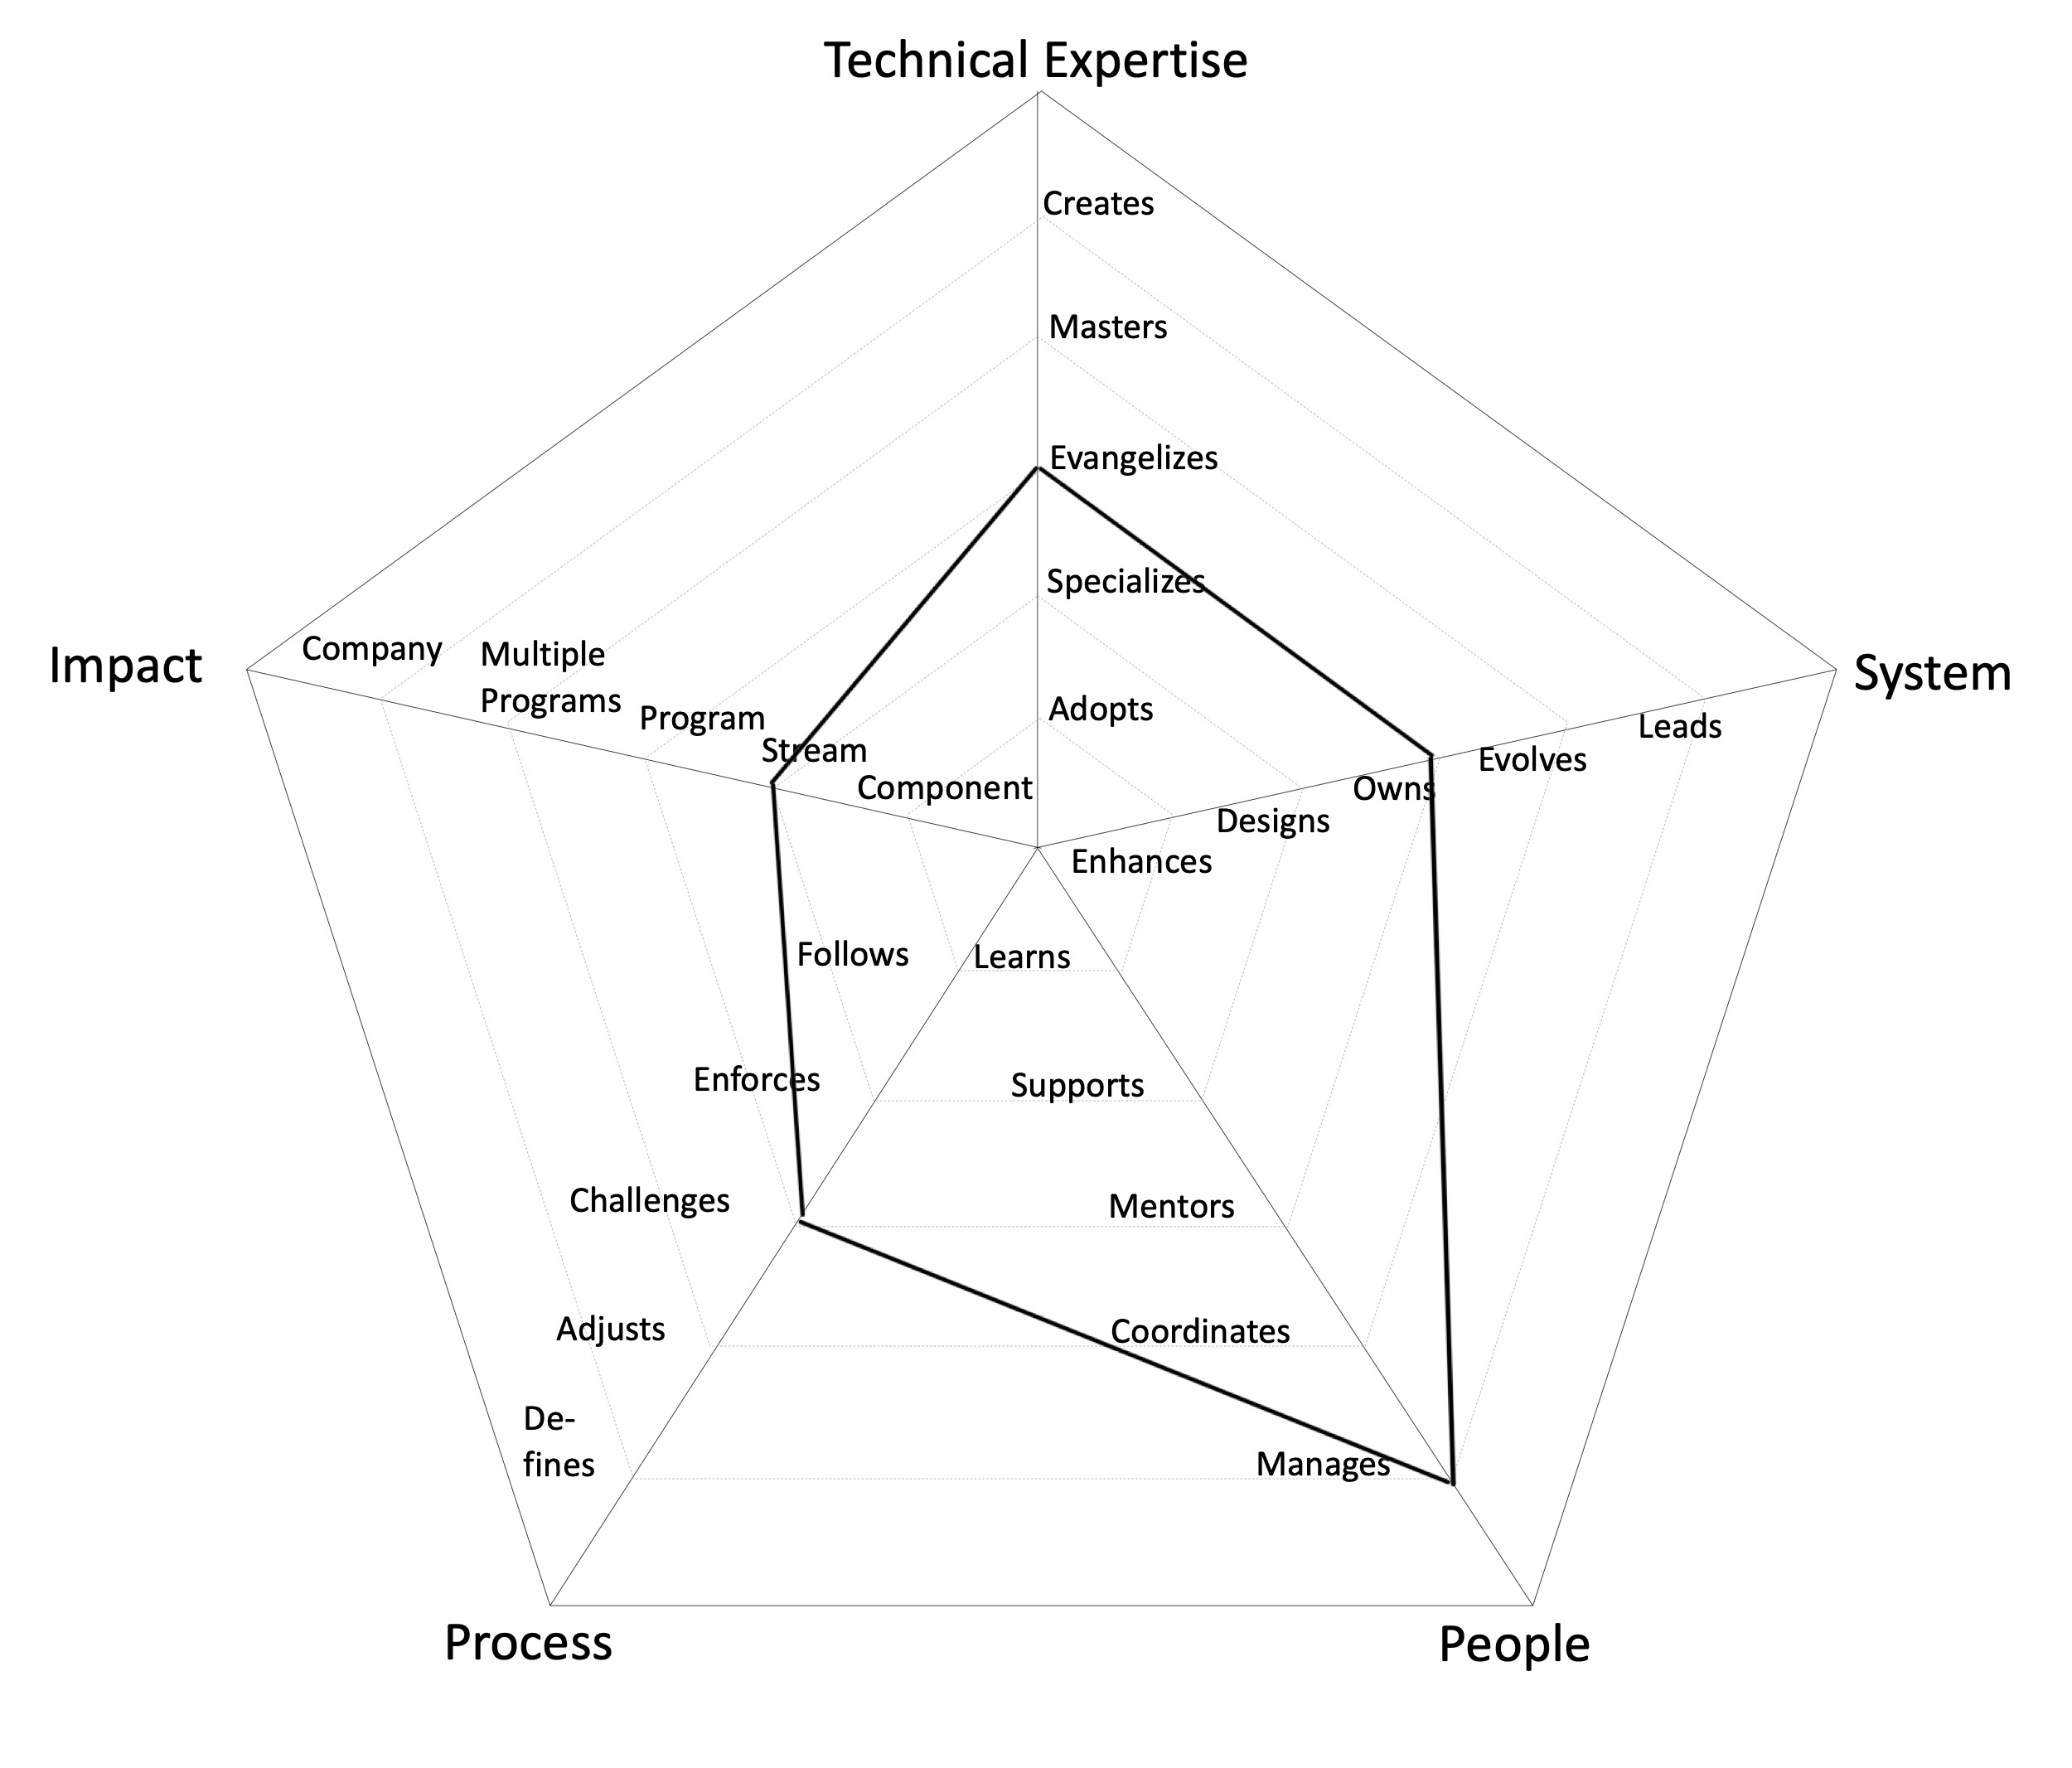 Technical Expertise
Creates
Masters
Evangelizes
Specializes
Adopts
Impact
Company
Multiple
Programs
Program
Stream
Component
System
Leads
Evolves
Owns
Designs
Enhances
Follows
Learns
Enforces
Supports
Challenges
Mentors
Adjusts
Coordinates
De-
fines
Manages
Process
People